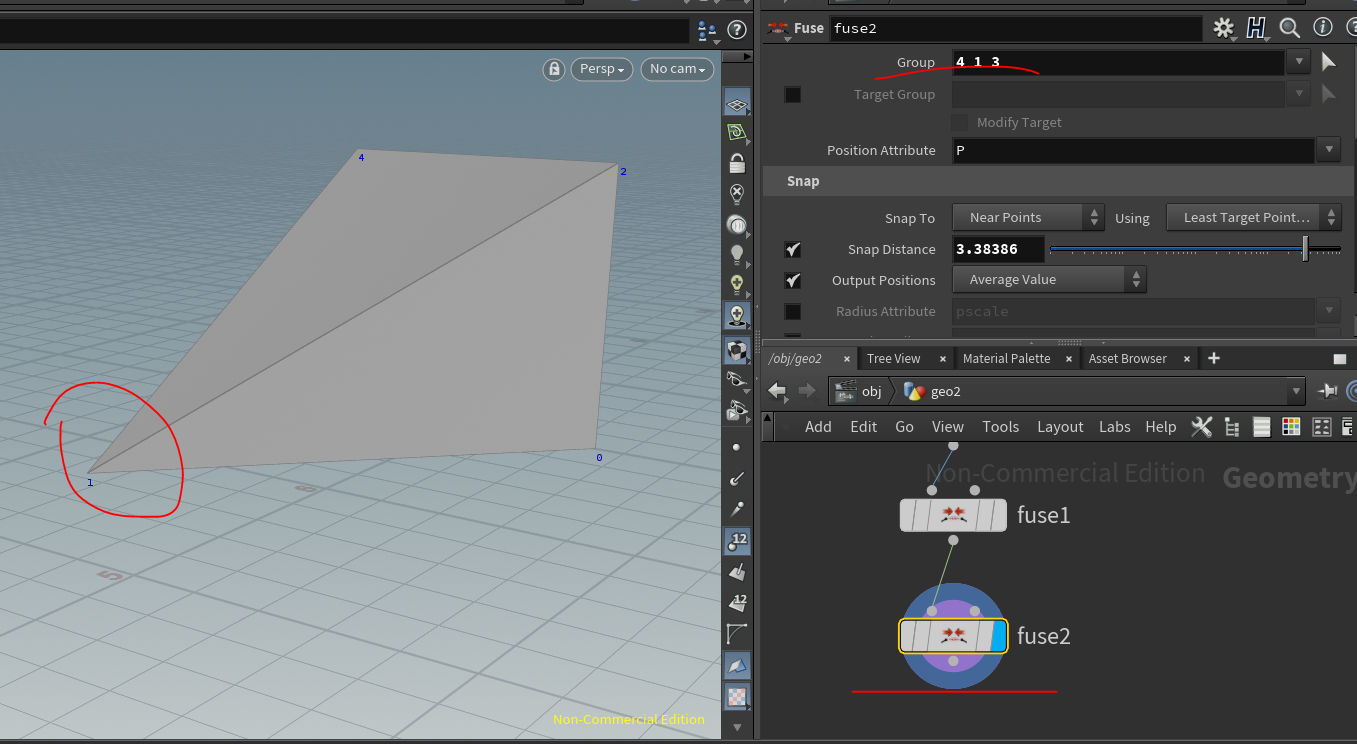 Fuse fuse2
Group 4 1 3
Persp No cam
Target Group
Modify Target
Position Attribute P
Snap
Snap To Near Points Using Least Target Point...
Snap Distance 3.38386
Output Positions Average Value
Radius Attribute pscale
/obj/geo2 × Tree View × Material Palette × Asset Browser × +
obj geo2
Add Edit Go View Tools Layout Labs Help
Non-Commercial Edition Geometry
fuse1
fuse2
4
2
1
0
5
12
12
Non-Commercial Edition